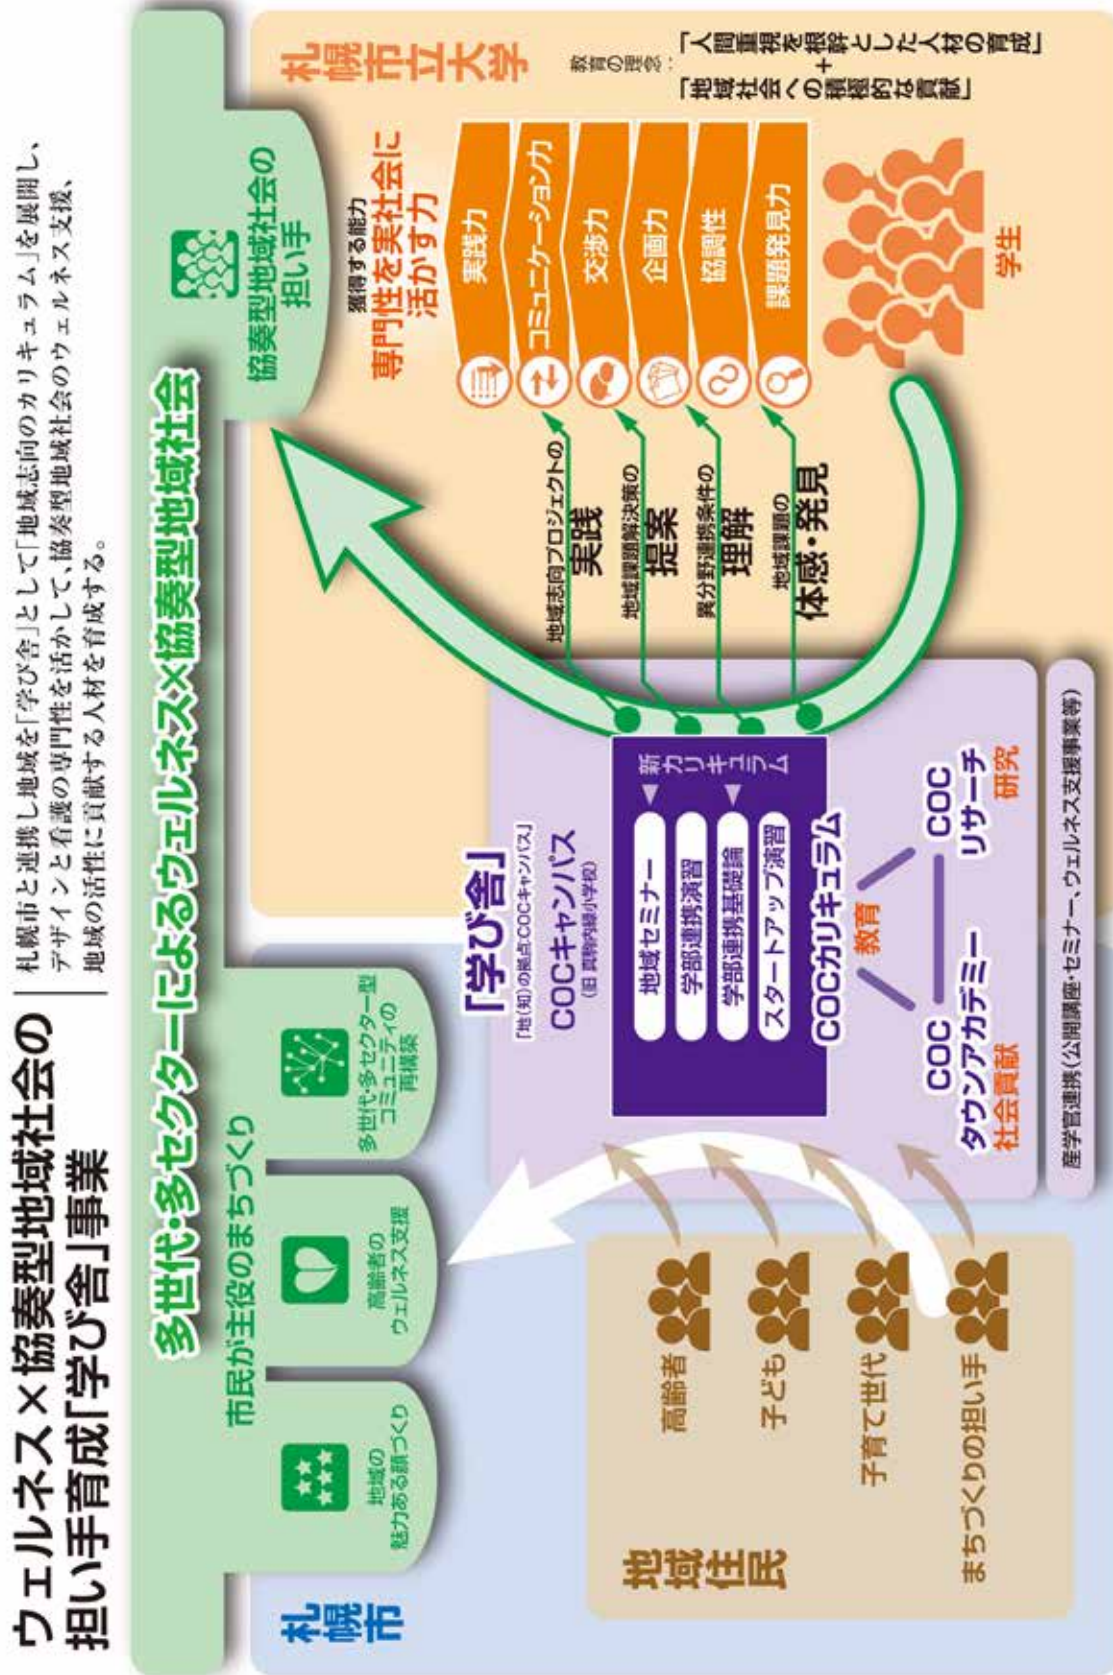 ウェルネス×協奏型地域社会の
担い手育成「学び舎」事業
札幌市と連携し地域を「学び舎」として「地域志向のカリキュラム」を展開し、
デザインと看護の専門性を活かして、協奏型地域社会のウェルネス支援、
地域の活性に貢献する人材を育成する。
多世代・多セクターによるウェルネス×協奏型地域社会
市民が主役のまちづくり
地域の
魅力ある顔づくり
高齢者の
ウェルネス支援
多世代・多セクター型
コミュニティの
再構築
協奏型地域社会の
担い手
札幌市
地域住民
高齢者
子ども
子育て世代
まちづくりの担い手
「学び舎」
「地(知)の拠点COCキャンパス」
COCキャンパス
(旧 真駒内緑小学校)
地域セミナー
学部連携演習
学部連携基礎論
スタートアップ演習
新カリキュラム
COCカリキュラム
教育
COC
タウンアカデミー
社会貢献
COC
リサーチ
研究
産学官連携(公開講座・セミナー、ウェルネス支援事業等)
地域志向プロジェクトの
実践
地域課題解決策の
提案
異分野連携条件の
理解
地域課題の
体感・発見
札幌市立大学
教育の理念:
「人間重視を根幹とした人材の育成」
+
「地域社会への積極的な貢献」
獲得する能力
専門性を実社会に
活かす力
実践力
コミュニケーション力
交渉力
企画力
協調性
課題発見力
学生